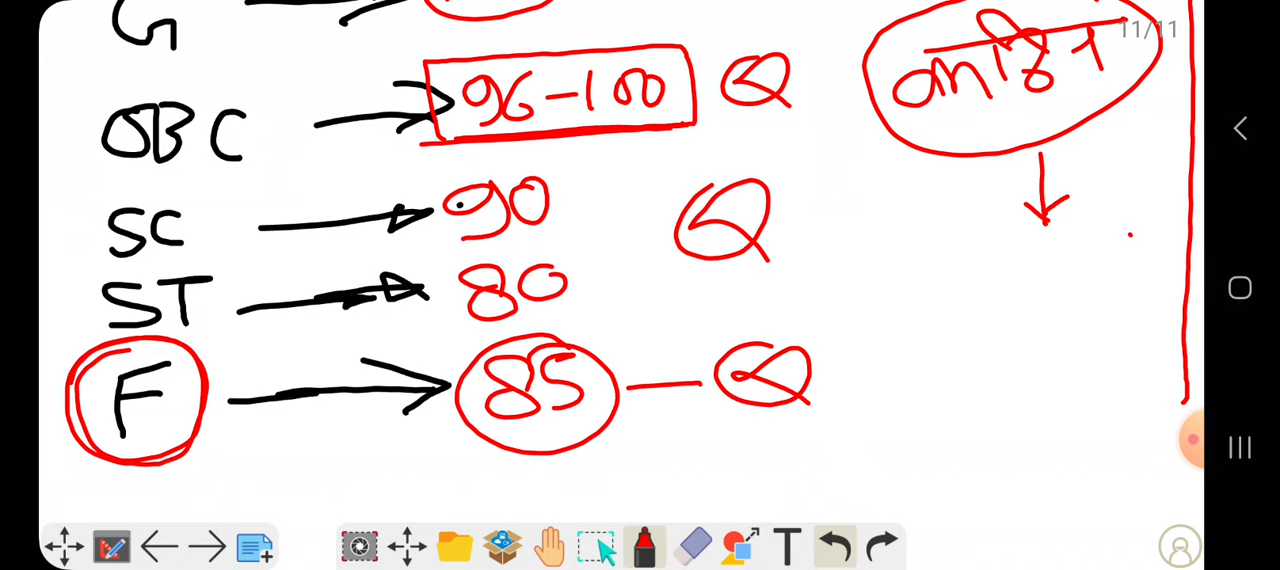 G
11/11
OBC → 96-100 Q
SC → 90 Q
ST → 80
F → 85 — Q
T